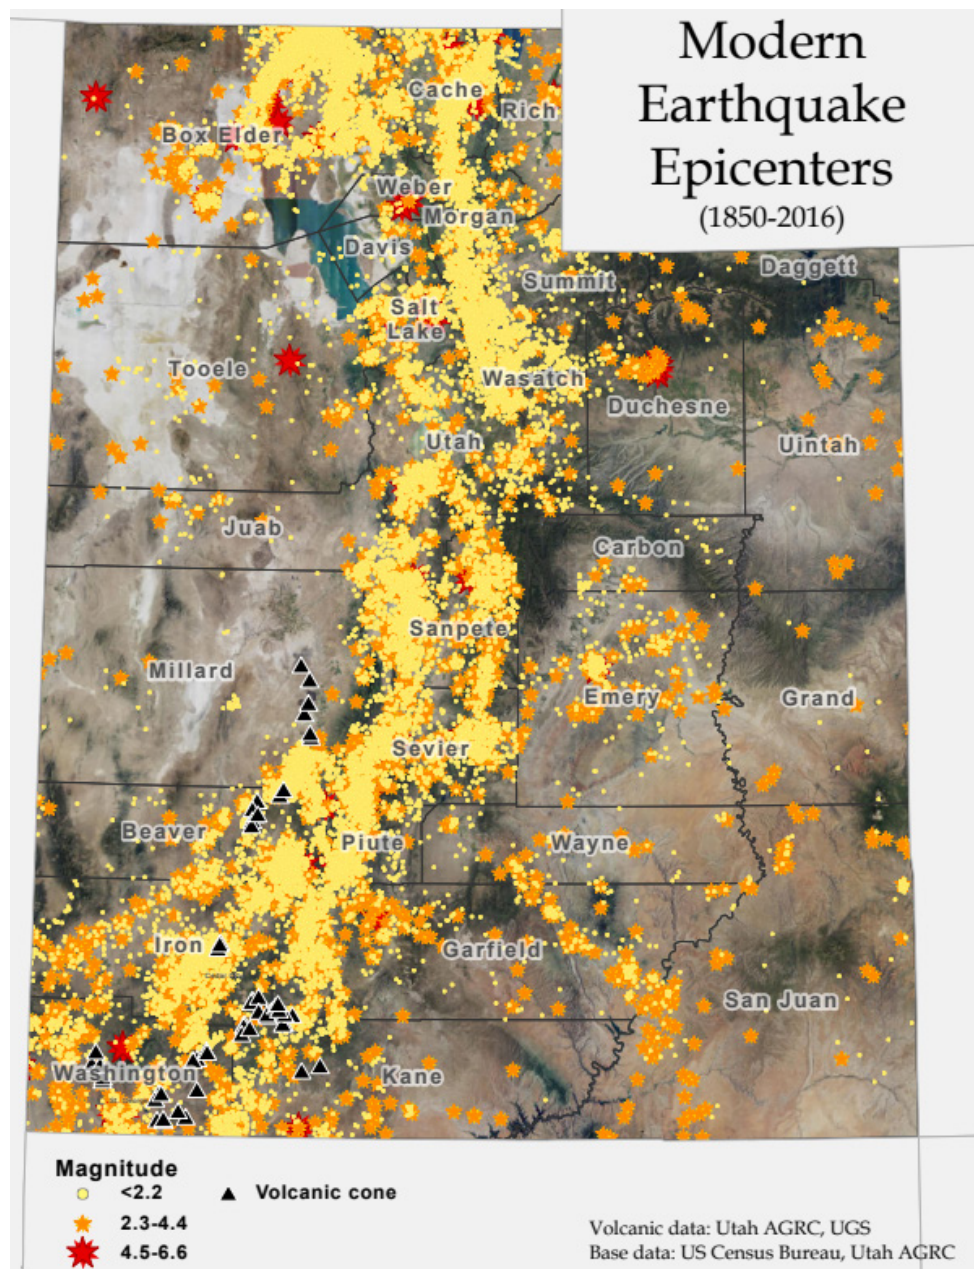 Modern
Earthquake
Epicenters
(1850-2016)
Cache
Rich
Box Elder
Weber
Morgan
Davis
Daggett
Summit
Salt
Lake
Tooele
Wasatch
Duchesne
Utah
Uintah
Juab
Carbon
Sanpete
Millard
Emery
Grand
Sevier
Beaver
Piute
Wayne
Iron
Garfield
San Juan
Washington
Kane
Magnitude
<2.2
Volcanic cone
2.3-4.4
4.5-6.6
Volcanic data: Utah AGRC, UGS
Base data: US Census Bureau, Utah AGRC